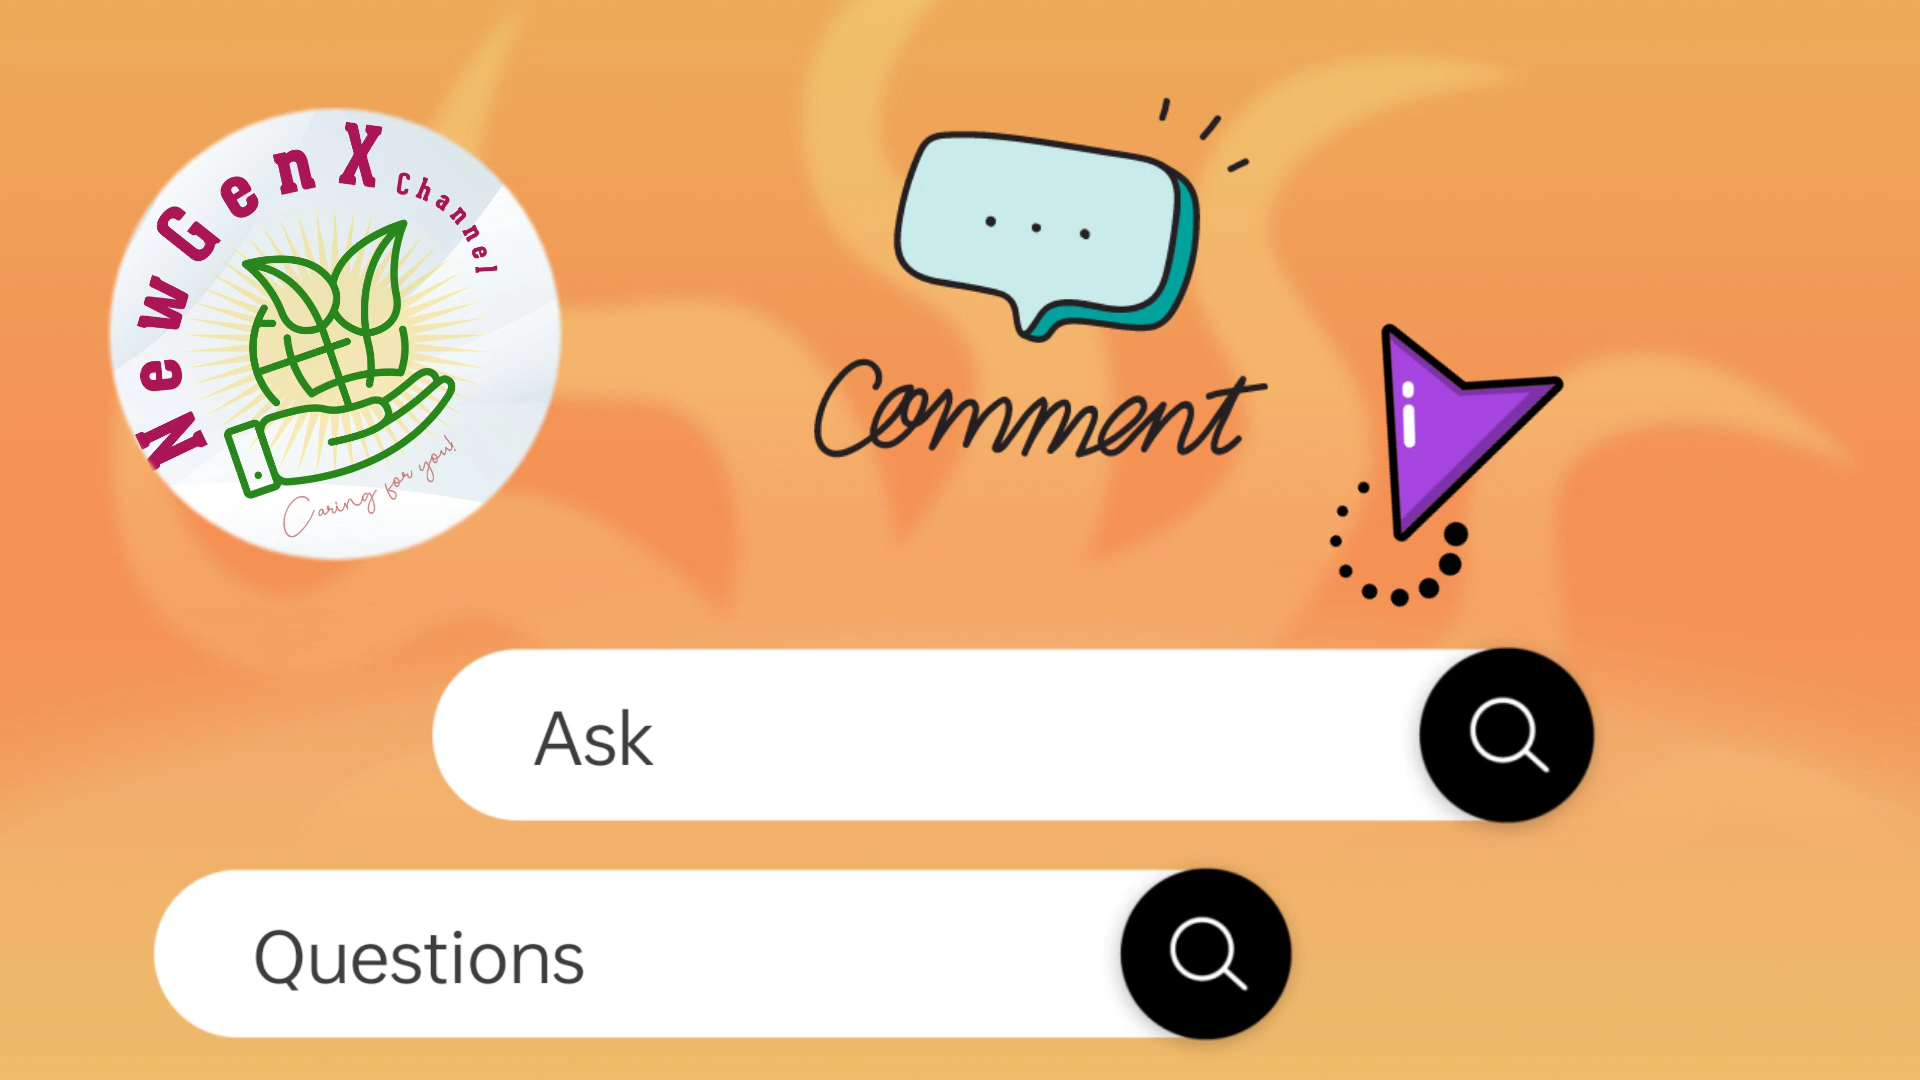 NewGenX Channel
Caring for you!
Comment
Ask
Questions